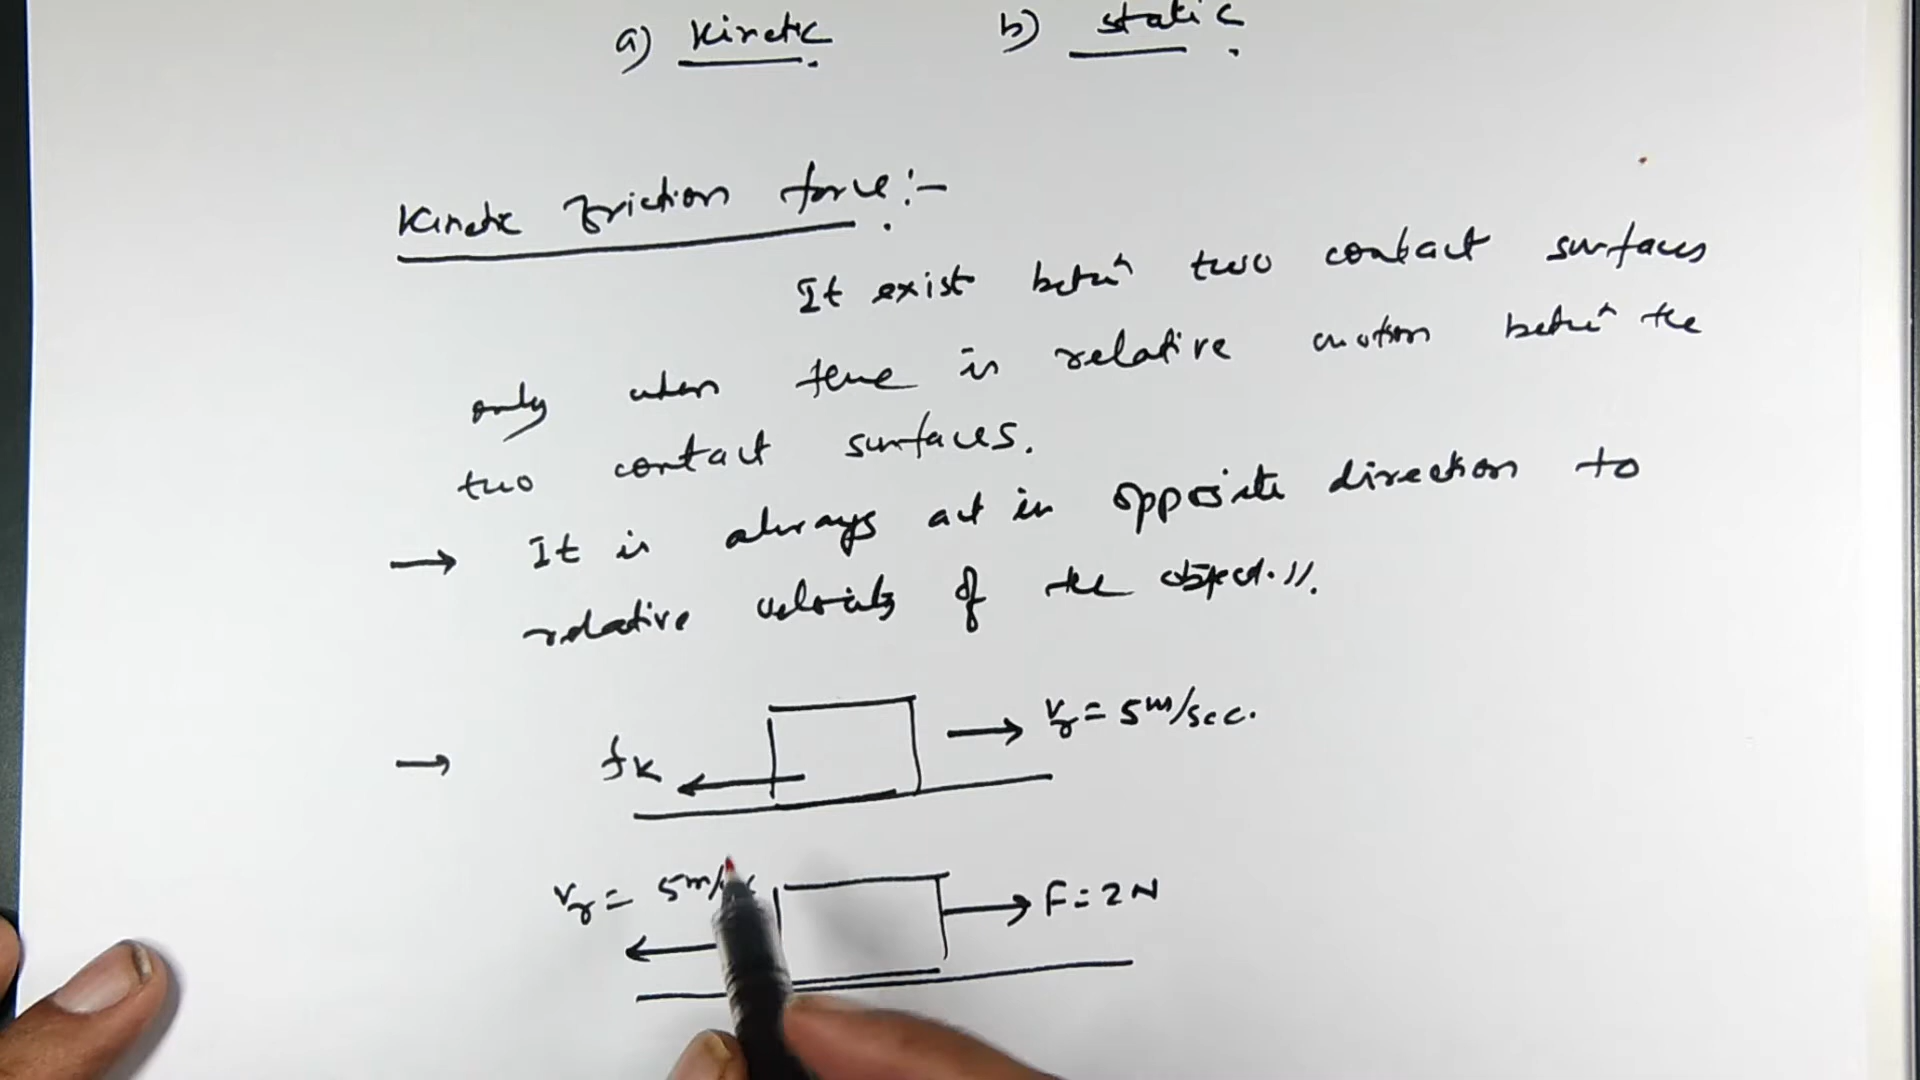 a) Kinetic. b) static.
Kinetic Friction force:-
It exist betwⁿ two contact surfaces
only when there is relative motion betwⁿ the
two contact surfaces.
→ It is always act in opposite direction to
relative velocity of the object.//.
→ fK → Vr = 5m/sec.
Vr = 5m/ F = 2N